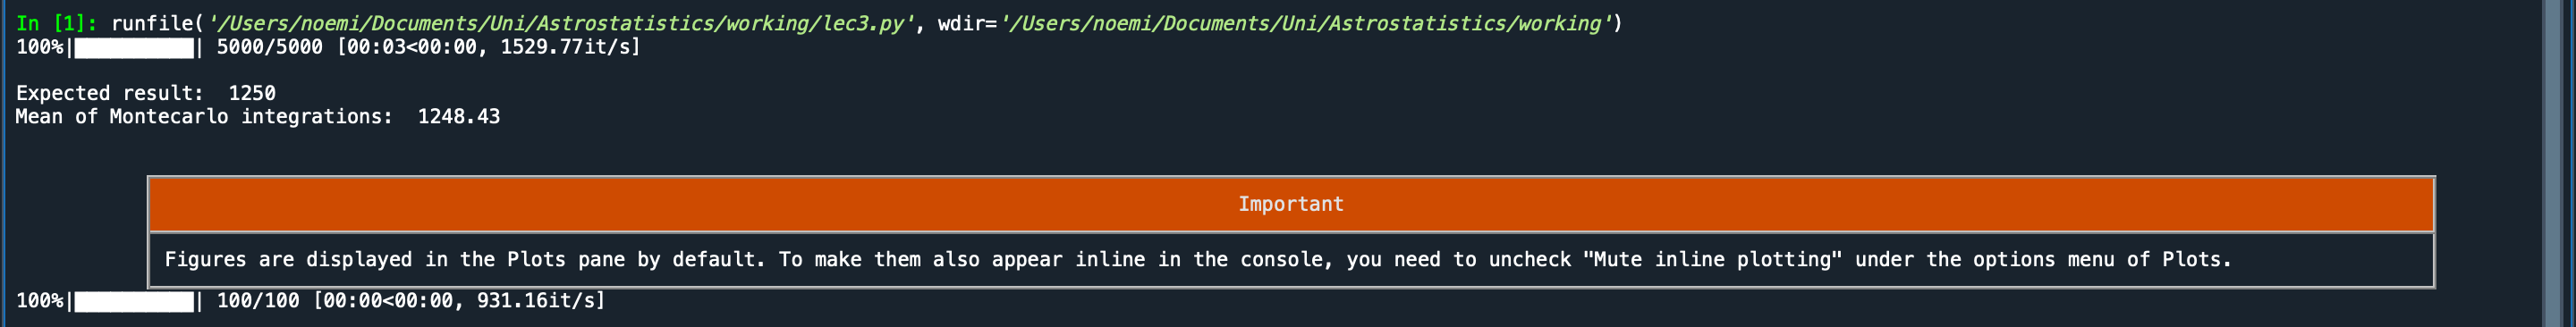 In [1]: runfile('/Users/noemi/Documents/Uni/Astrostatistics/working/lec3.py', wdir='/Users/noemi/Documents/Uni/Astrostatistics/working')
100%|██████████| 5000/5000 [00:03<00:00, 1529.77it/s]
Expected result:  1250
Mean of Montecarlo integrations:  1248.43
Important
Figures are displayed in the Plots pane by default. To make them also appear inline in the console, you need to uncheck "Mute inline plotting" under the options menu of Plots.
100%|██████████| 100/100 [00:00<00:00, 931.16it/s]